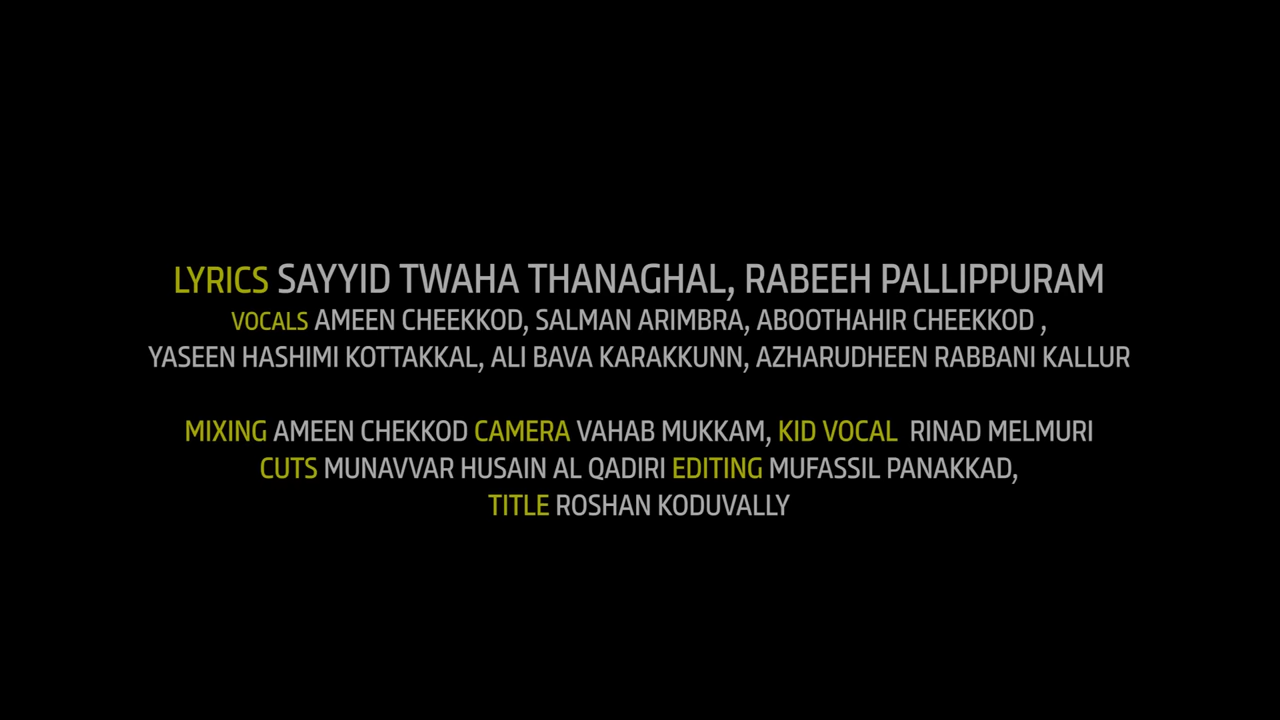 LYRICS SAYYID TWAHA THANAGHAL, RABEEH PALLIPPURAM
VOCALS AMEEN CHEEKKOD, SALMAN ARIMBRA, ABOOTHAHIR CHEEKKOD ,
YASEEN HASHIMI KOTTAKKAL, ALI BAVA KARAKKUNN, AZHARUDHEEN RABBANI KALLUR
MIXING AMEEN CHEKKOD CAMERA VAHAB MUKKAM, KID VOCAL  RINAD MELMURI
CUTS MUNAVVAR HUSAIN AL QADIRI EDITING MUFASSIL PANAKKAD,
TITLE ROSHAN KODUVALLY